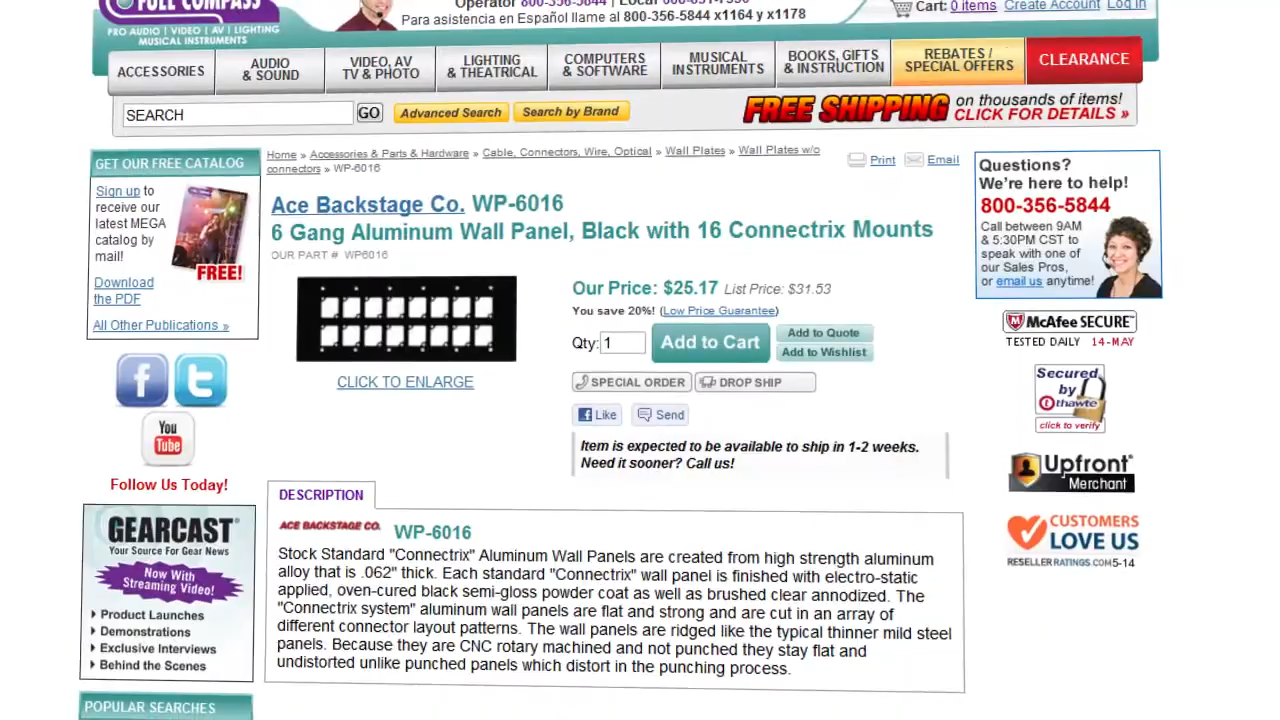 FULL COMPASS
PRO AUDIO | VIDEO | AV | LIGHTING
MUSICAL INSTRUMENTS
Operator 800-356-5844 | Local
Para asistencia en Español llame al 800-356-5844 x1164 y x1178
Cart: 0 items Create Account Log In
ACCESSORIES
AUDIO
& SOUND
VIDEO, AV
TV & PHOTO
LIGHTING
& THEATRICAL
COMPUTERS
& SOFTWARE
MUSICAL
INSTRUMENTS
BOOKS, GIFTS
& INSTRUCTION
REBATES /
SPECIAL OFFERS
CLEARANCE
SEARCH
GO
Advanced Search
Search by Brand
FREE SHIPPING on thousands of items!
CLICK FOR DETAILS »
GET OUR FREE CATALOG
Sign up to
receive our
latest MEGA
catalog by
mail!
FREE!
Download
the PDF
All Other Publications »
f
t
You
Tube
Follow Us Today!
GEARCAST®
Your Source For Gear News
Now With
Streaming Video!
Product Launches
Demonstrations
Exclusive Interviews
Behind the Scenes
POPULAR SEARCHES
Home » Accessories & Parts & Hardware » Cable, Connectors, Wire, Optical » Wall Plates » Wall Plates w/o
connectors » WP-6016
Print
Email
Ace Backstage Co. WP-6016
6 Gang Aluminum Wall Panel, Black with 16 Connectrix Mounts
OUR PART # WP6016
CLICK TO ENLARGE
Our Price: $25.17 List Price: $31.53
You save 20%! (Low Price Guarantee)
Qty: 1
Add to Cart
Add to Quote
Add to Wishlist
SPECIAL ORDER
DROP SHIP
Like
Send
Item is expected to be available to ship in 1-2 weeks.
Need it sooner? Call us!
DESCRIPTION
ACE BACKSTAGE CO. WP-6016
Stock Standard "Connectrix" Aluminum Wall Panels are created from high strength aluminum
alloy that is .062" thick. Each standard "Connectrix" wall panel is finished with electro-static
applied, oven-cured black semi-gloss powder coat as well as brushed clear annodized. The
"Connectrix system" aluminum wall panels are flat and strong and are cut in an array of
different connector layout patterns. The wall panels are ridged like the typical thinner mild steel
panels. Because they are CNC rotary machined and not punched they stay flat and
undistorted unlike punched panels which distort in the punching process.
Questions?
We're here to help!
800-356-5844
Call between 9AM
& 5:30PM CST to
speak with one of
our Sales Pros,
or email us anytime!
McAfee SECURE™
TESTED DAILY 14-MAY
Secured
by
thawte
click to verify
Upfront
Merchant
CUSTOMERS
LOVE US
RESELLERRATINGS.COM 5-14